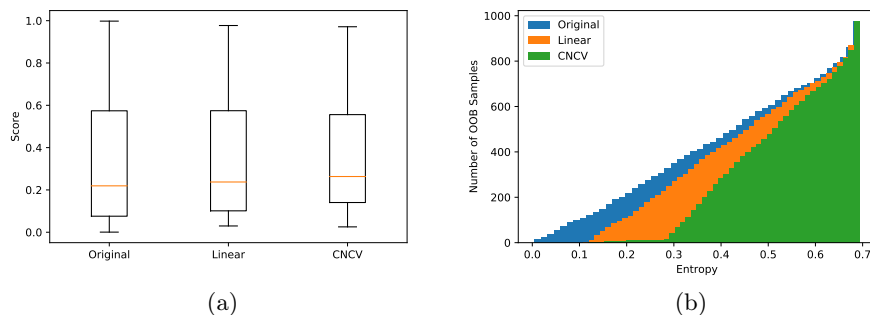 1.0
0.8
0.6
0.4
0.2
0.0
Score
Original Linear CNCV
(a)
1000
800
600
400
200
0
Number of OOB Samples
Original
Linear
CNCV
0.0 0.1 0.2 0.3 0.4 0.5 0.6 0.7
Entropy
(b)